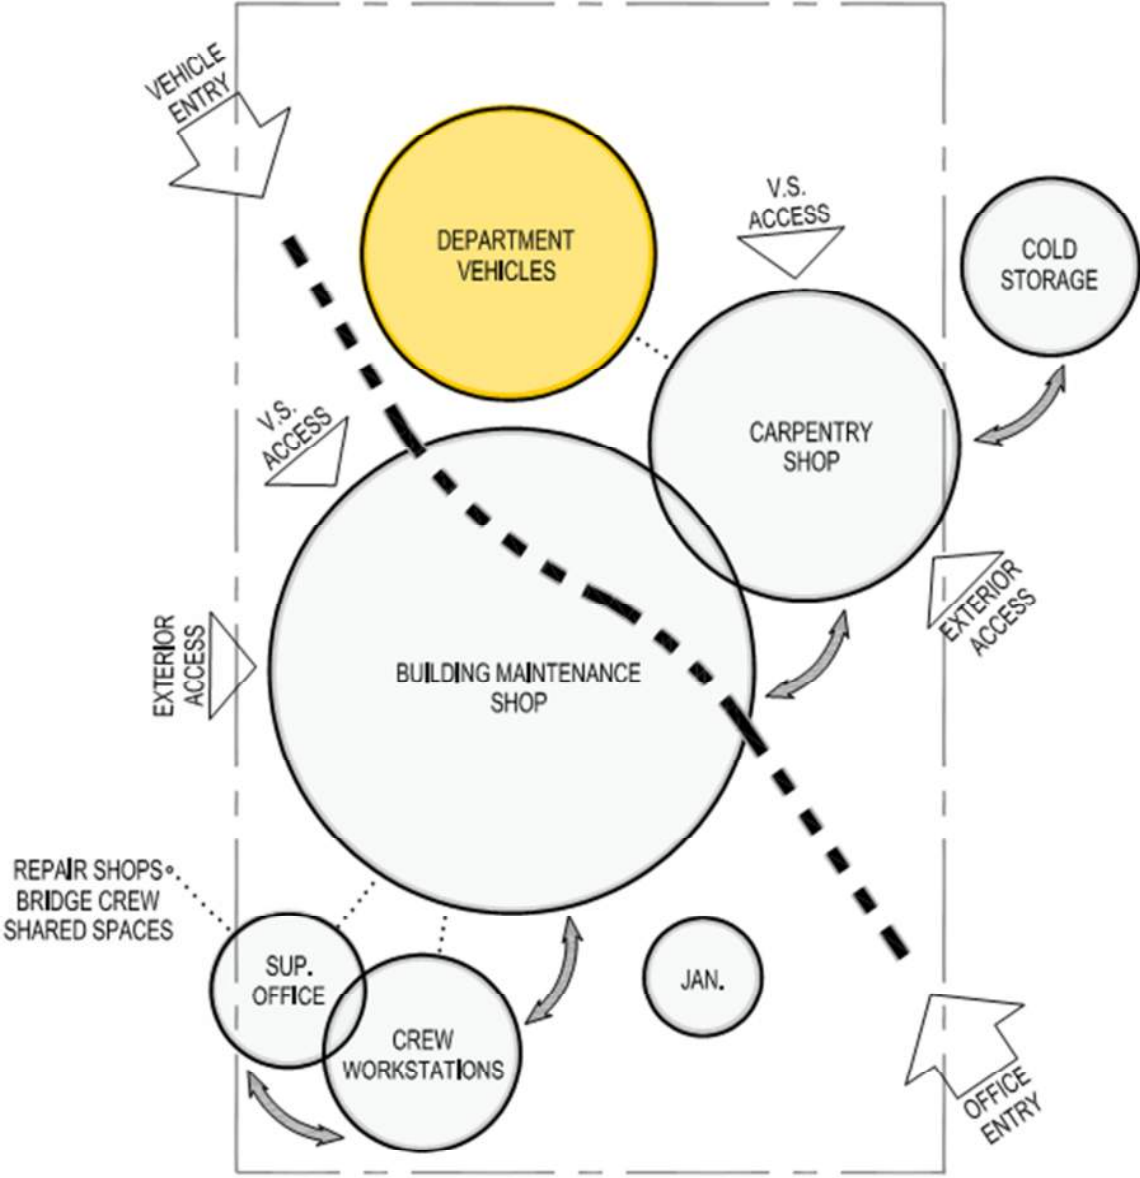 VEHICLE
ENTRY
DEPARTMENT
VEHICLES
V.S.
ACCESS
COLD
STORAGE
V.S.
ACCESS
CARPENTRY
SHOP
EXTERIOR
ACCESS
EXTERIOR
ACCESS
BUILDING MAINTENANCE
SHOP
REPAIR SHOPS
BRIDGE CREW
SHARED SPACES
SUP.
OFFICE
JAN.
CREW
WORKSTATIONS
OFFICE
ENTRY